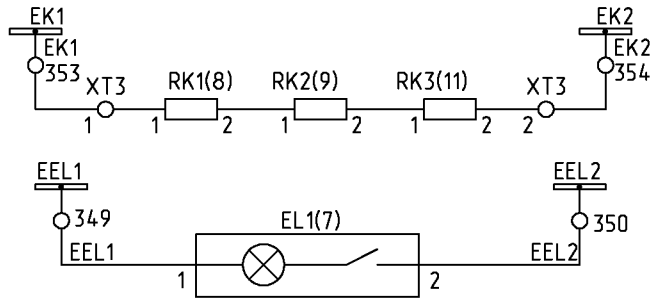 EK1 EK2
EK1 EK2
353 354
XT3 RK1(8) RK2(9) RK3(11) XT3
1 1 2 1 2 1 2 2
EEL1 EEL2
349 350
EL1(7)
EEL1 EEL2
1 2